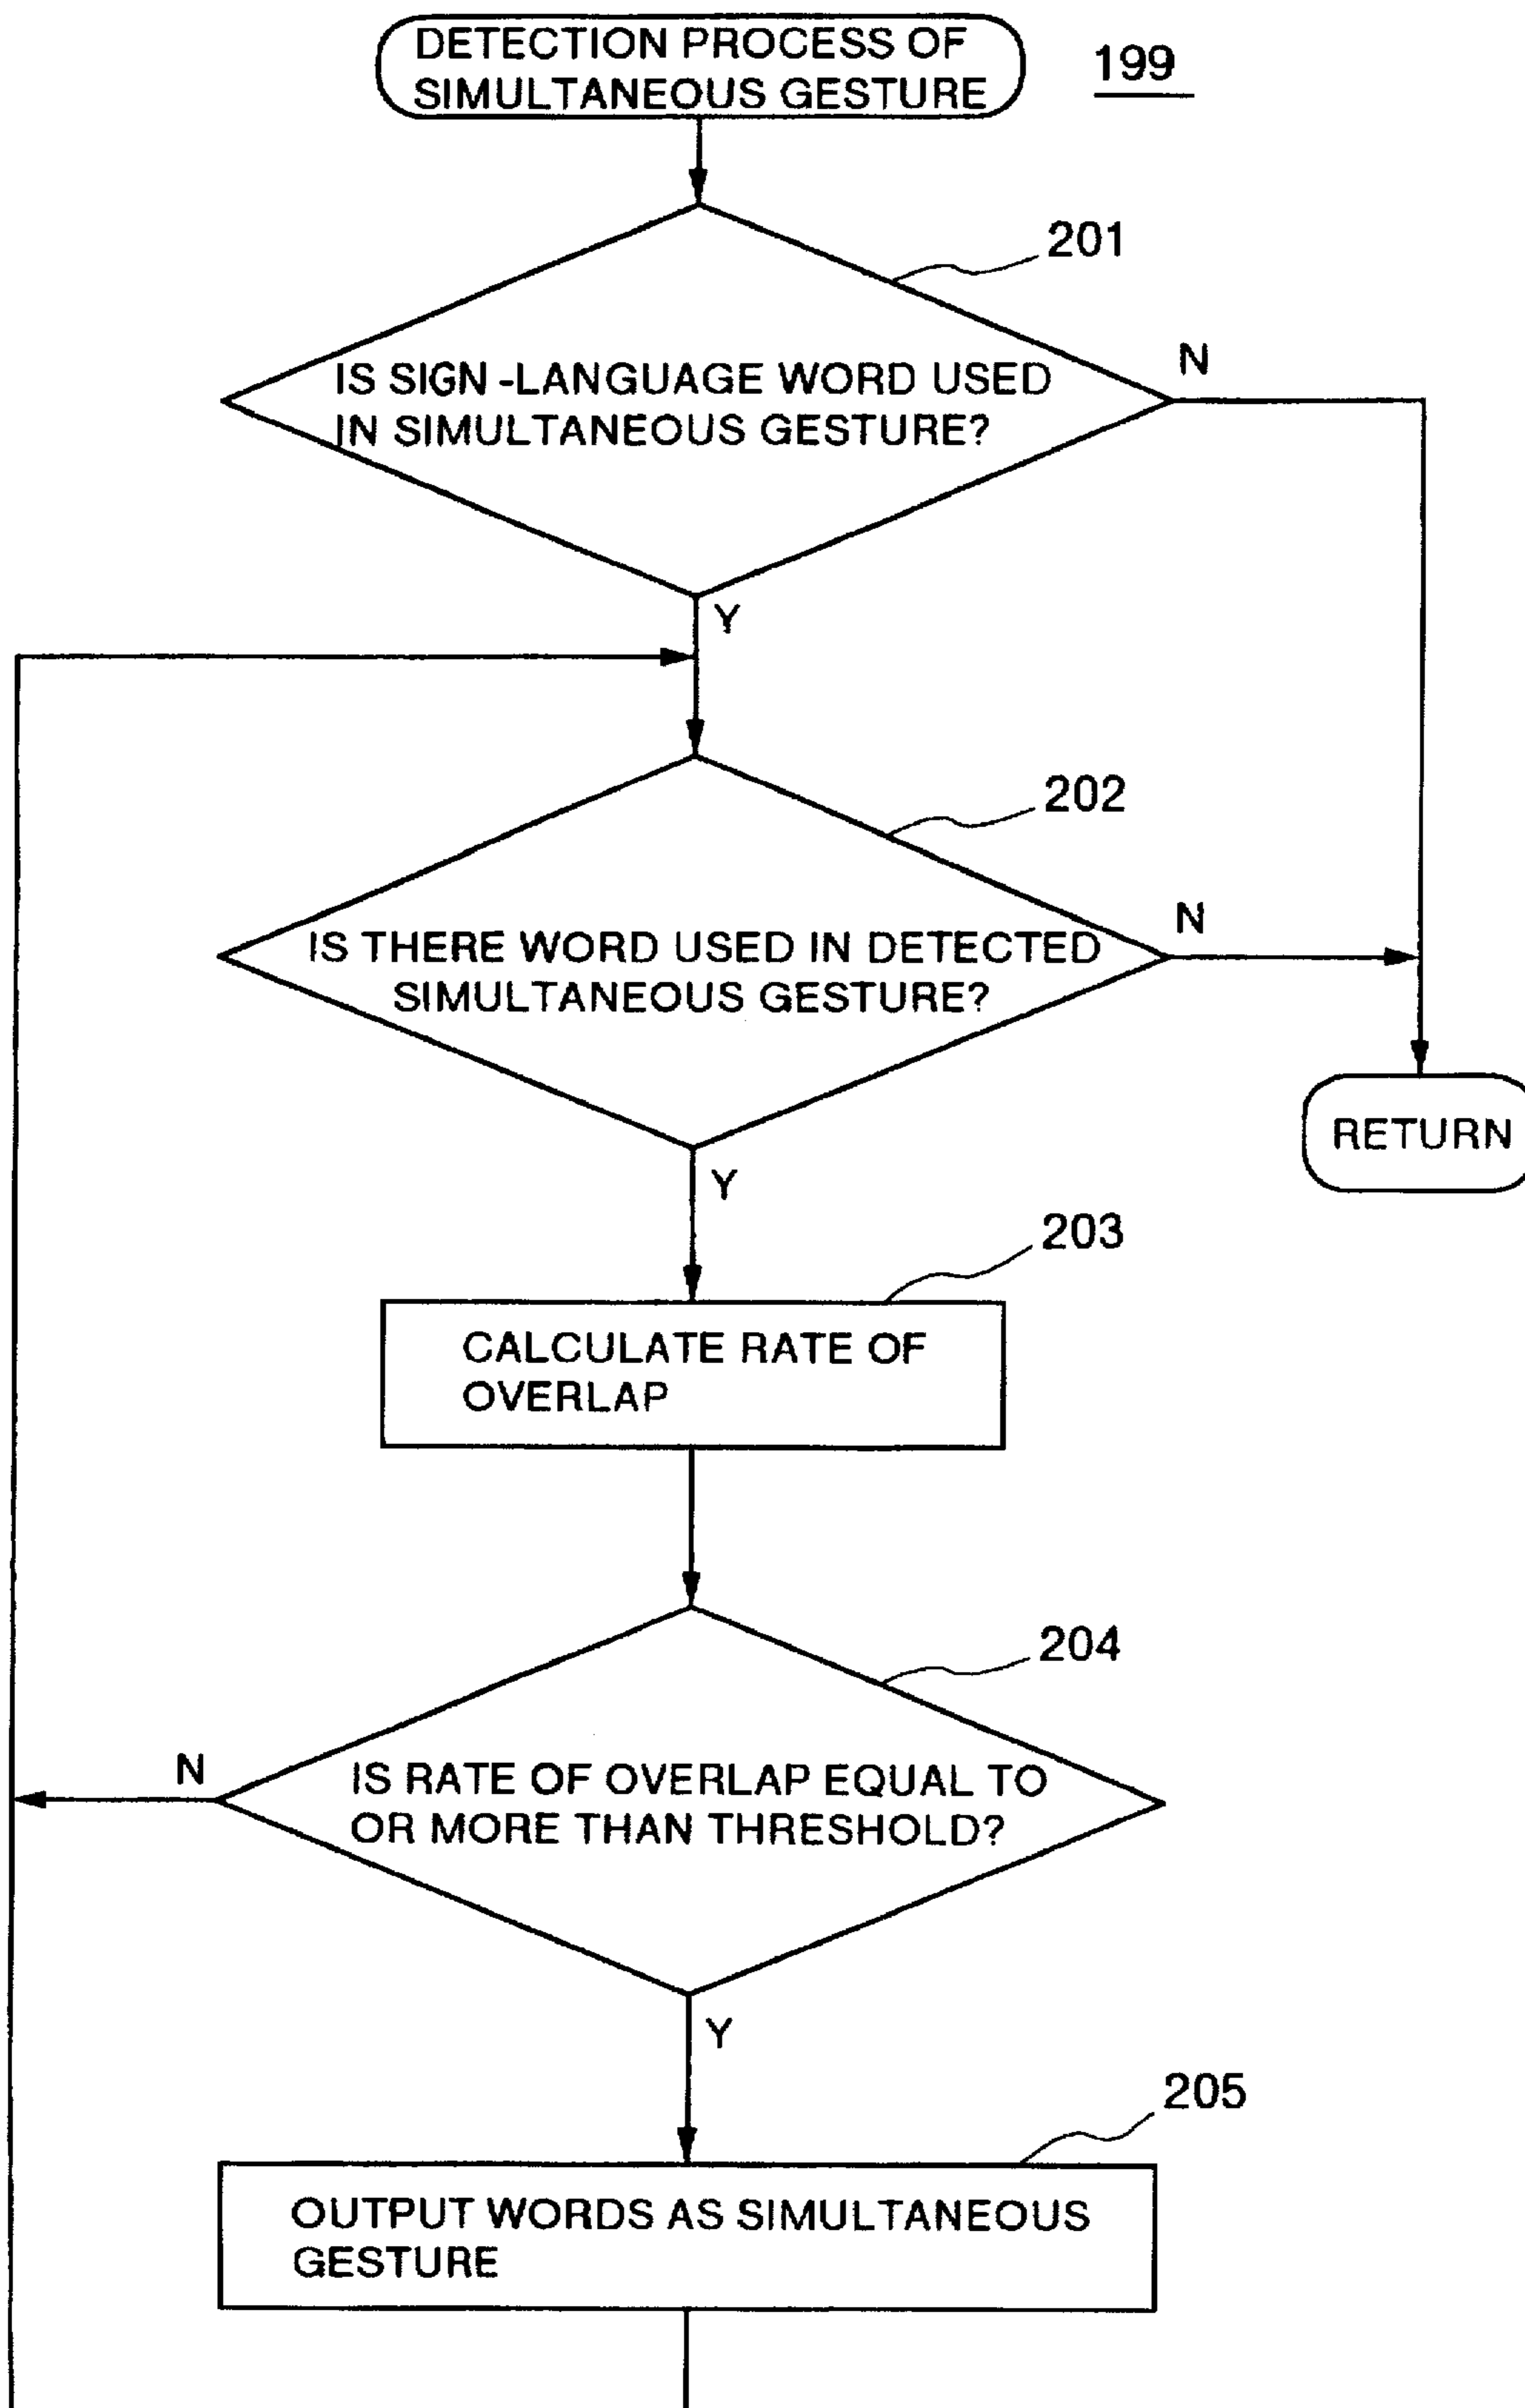 DETECTION PROCESS OF
SIMULTANEOUS GESTURE
199
201
IS SIGN -LANGUAGE WORD USED
IN SIMULTANEOUS GESTURE?
N
Y
202
IS THERE WORD USED IN DETECTED
SIMULTANEOUS GESTURE?
N
Y
RETURN
203
CALCULATE RATE OF
OVERLAP
204
IS RATE OF OVERLAP EQUAL TO
OR MORE THAN THRESHOLD?
N
Y
205
OUTPUT WORDS AS SIMULTANEOUS
GESTURE